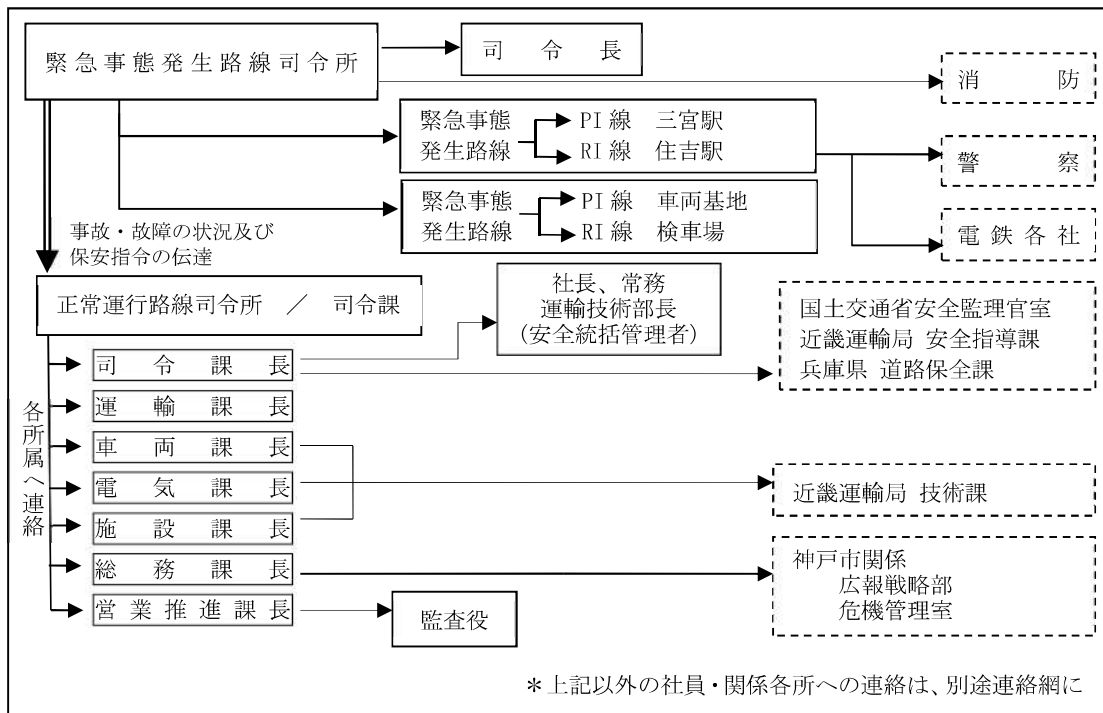 緊急事態発生路線司令所
司令長
消防
緊急事態
発生路線
PI線 三宮駅
RI線 住吉駅
警察
緊急事態
発生路線
PI線 車両基地
RI線 検車場
電鉄各社
事故・故障の状況及び
保安指令の伝達
正常運行路線司令所 / 司令課
社長、常務
運輸技術部長
(安全統括管理者)
国土交通省安全監理官室
近畿運輸局 安全指導課
兵庫県 道路保全課
各所属へ連絡
司令課長
運輸課長
車両課長
電気課長
施設課長
総務課長
営業推進課長
近畿運輸局 技術課
神戸市関係
広報戦略部
危機管理室
監査役
＊上記以外の社員・関係各所への連絡は、別途連絡網に